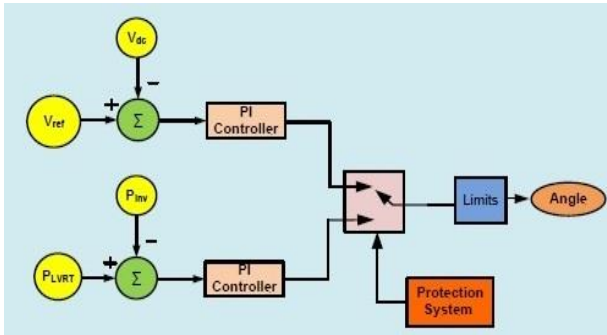 Vdc
−
+
Vref
Σ
PI
Controller
Pinv
−
+
PLVRT
Σ
PI
Controller
Limits
Angle
Protection
System